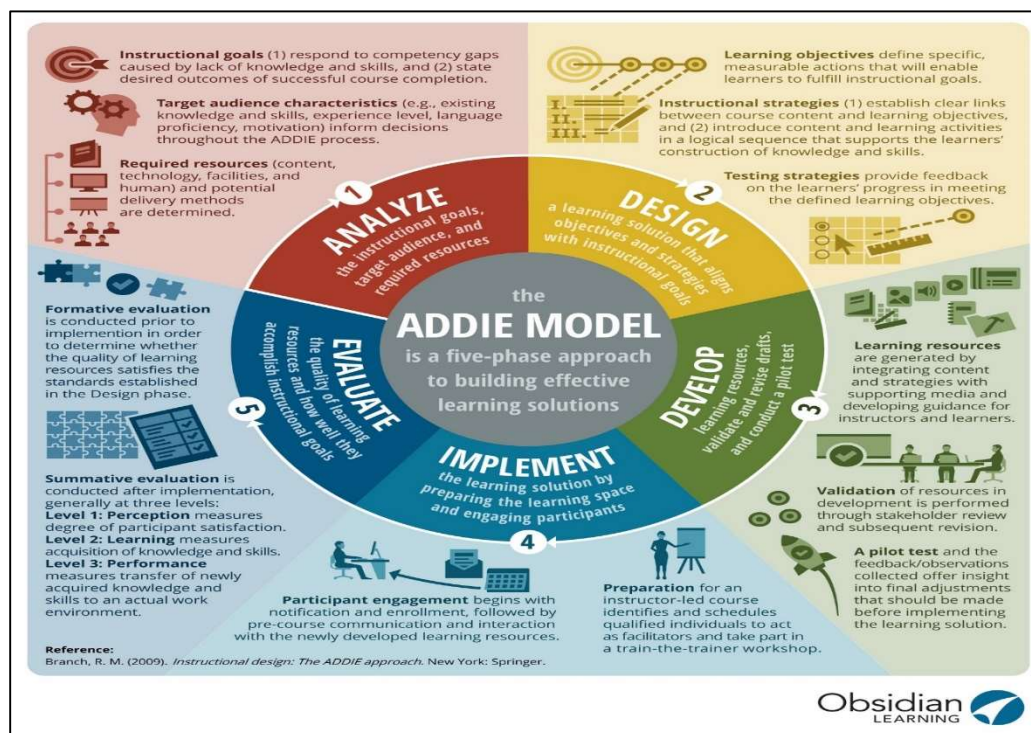 Instructional goals (1) respond to competency gaps
caused by lack of knowledge and skills, and (2) state
desired outcomes of successful course completion.
Target audience characteristics (e.g., existing
knowledge and skills, experience level, language
proficiency, motivation) inform decisions
throughout the ADDIE process.
Required resources (content,
technology, facilities, and
human) and potential
delivery methods
are determined.
1
ANALYZE
the instructional goals,
target audience, and
required resources
Learning objectives define specific,
measurable actions that will enable
learners to fulfill instructional goals.
I.
II.
III.
Instructional strategies (1) establish clear links
between course content and learning objectives,
and (2) introduce content and learning activities
in a logical sequence that supports the learners'
construction of knowledge and skills.
Testing strategies provide feedback
on the learners' progress in meeting
the defined learning objectives.
2
DESIGN
a learning solution that aligns
objectives and strategies
with instructional goals
the
ADDIE MODEL
is a five-phase approach
to building effective
learning solutions
3
DEVELOP
learning resources,
validate and revise drafts,
and conduct a pilot test
Learning resources
are generated by
integrating content
and strategies with
supporting media and
developing guidance for
instructors and learners.
Validation of resources in
development is performed
through stakeholder review
and subsequent revision.
A pilot test and the
feedback/observations
collected offer insight
into final adjustments
that should be made
before implementing
the learning solution.
IMPLEMENT
the learning solution by
preparing the learning space
and engaging participants
4
Participant engagement begins with
notification and enrollment, followed by
pre-course communication and interaction
with the newly developed learning resources.
Preparation for an
instructor-led course
identifies and schedules
qualified individuals to act
as facilitators and take part in
a train-the-trainer workshop.
5
EVALUATE
the quality of learning
resources and how well they
accomplish instructional goals
Formative evaluation
is conducted prior to
implemention in order
to determine whether
the quality of learning
resources satisfies the
standards established
in the Design phase.
Summative evaluation is
conducted after implementation,
generally at three levels:
Level 1: Perception measures
degree of participant satisfaction.
Level 2: Learning measures
acquisition of knowledge and skills.
Level 3: Performance
measures transfer of newly
acquired knowledge and
skills to an actual work
environment.
Reference:
Branch, R. M. (2009). Instructional design: The ADDIE approach. New York: Springer.
Obsidian
LEARNING